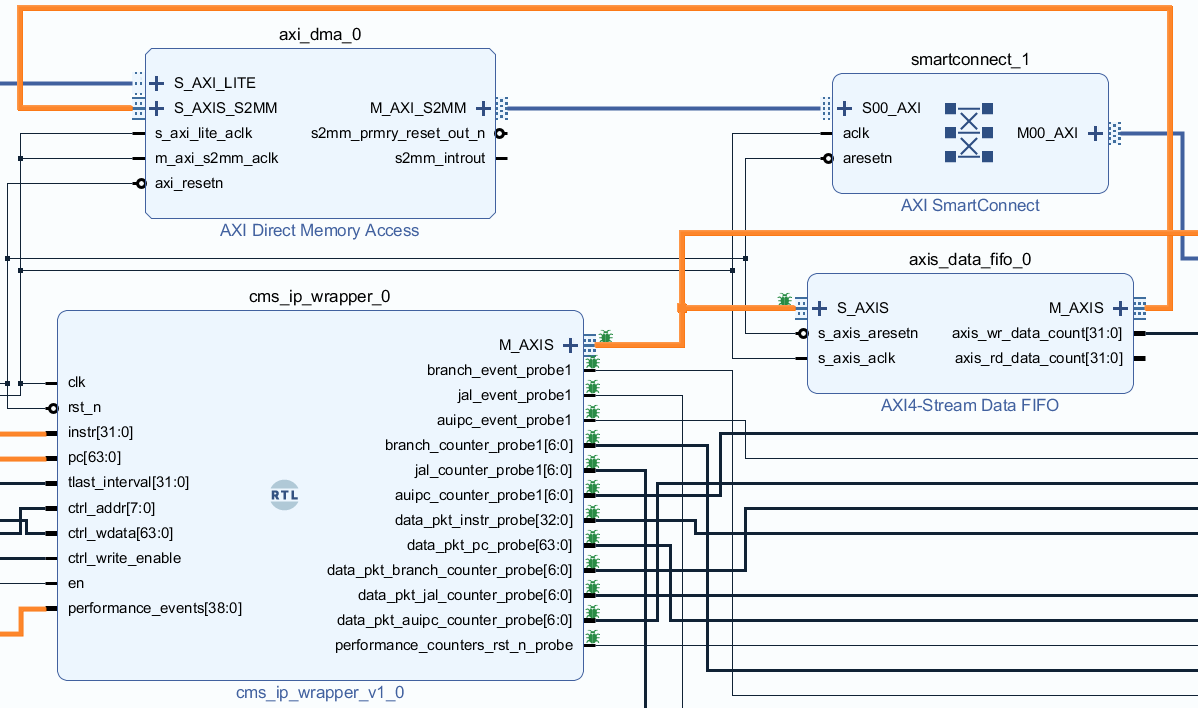 axi_dma_0
S_AXI_LITE
S_AXIS_S2MM
s_axi_lite_aclk
m_axi_s2mm_aclk
axi_resetn
M_AXI_S2MM
s2mm_prmry_reset_out_n
s2mm_introut
AXI Direct Memory Access
smartconnect_1
S00_AXI
aclk
aresetn
M00_AXI
AXI SmartConnect
axis_data_fifo_0
S_AXIS
s_axis_aresetn
s_axis_aclk
M_AXIS
axis_wr_data_count[31:0]
axis_rd_data_count[31:0]
AXI4-Stream Data FIFO
cms_ip_wrapper_0
clk
rst_n
instr[31:0]
pc[63:0]
tlast_interval[31:0]
ctrl_addr[7:0]
ctrl_wdata[63:0]
ctrl_write_enable
en
performance_events[38:0]
RTL
M_AXIS
branch_event_probe1
jal_event_probe1
auipc_event_probe1
branch_counter_probe1[6:0]
jal_counter_probe1[6:0]
auipc_counter_probe1[6:0]
data_pkt_instr_probe[32:0]
data_pkt_pc_probe[63:0]
data_pkt_branch_counter_probe[6:0]
data_pkt_jal_counter_probe[6:0]
data_pkt_auipc_counter_probe[6:0]
performance_counters_rst_n_probe
cms_ip_wrapper_v1_0